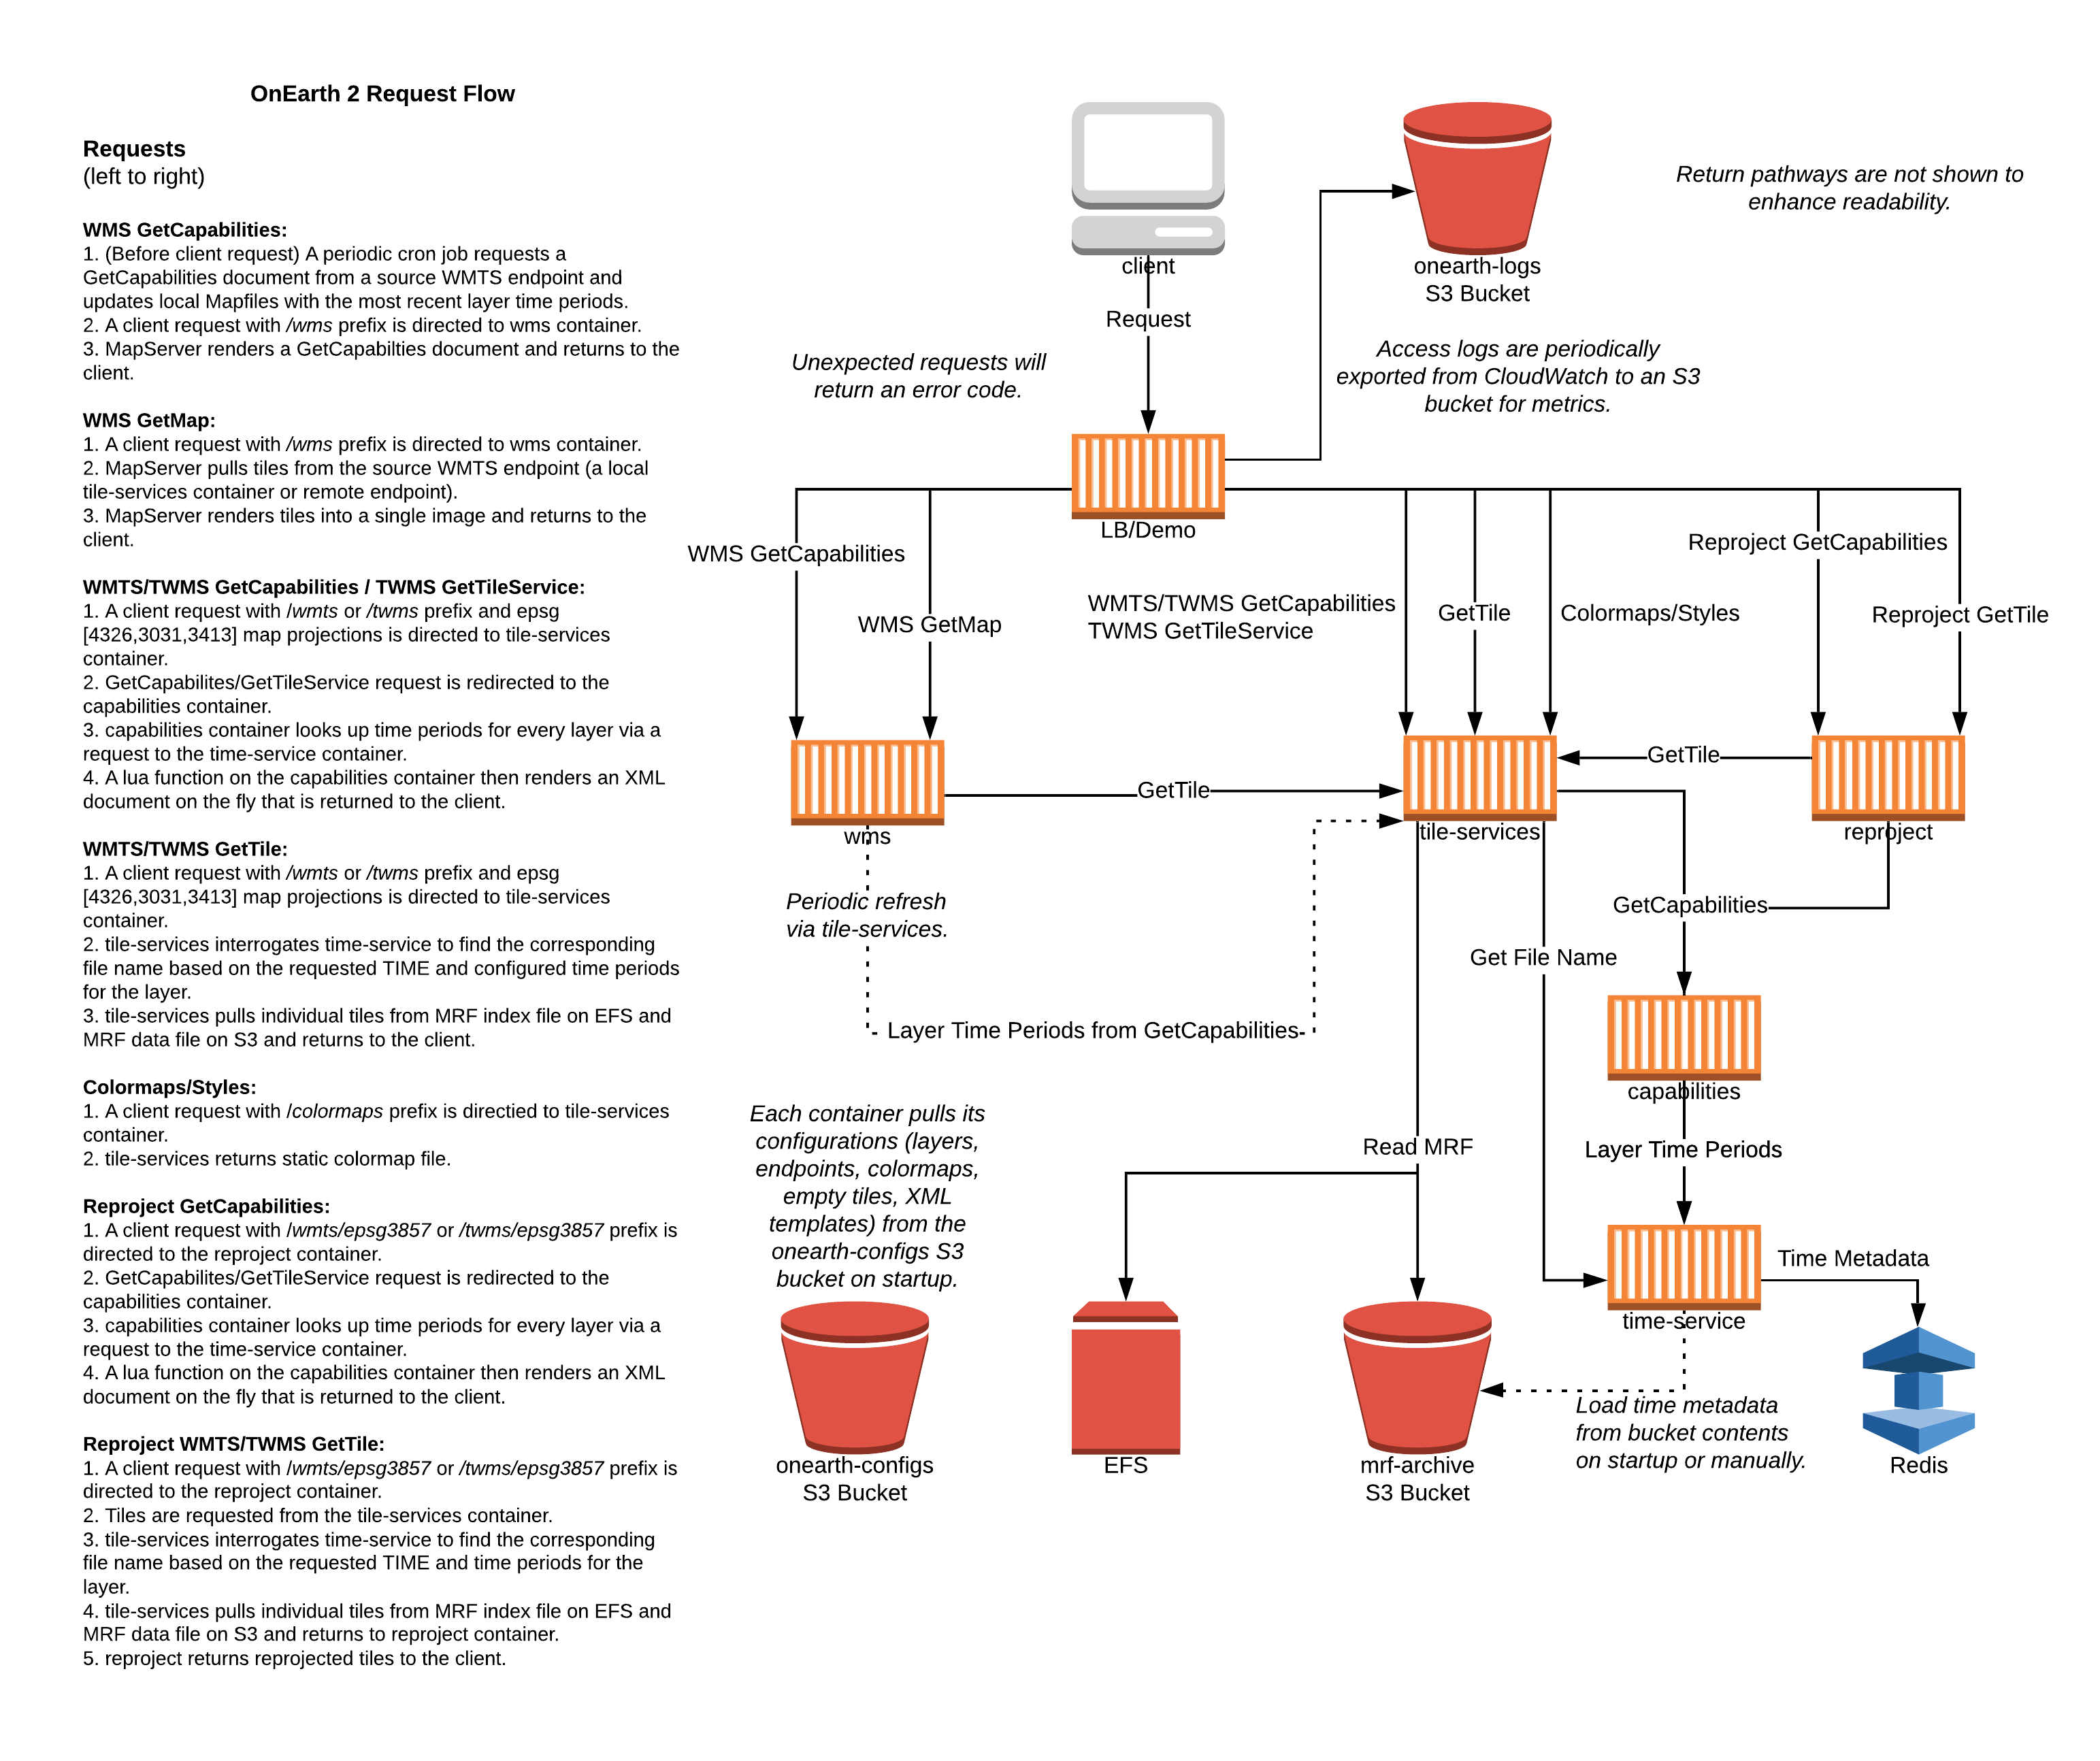 OnEarth 2 Request Flow
Requests
(left to right)
WMS GetCapabilities:
1. (Before client request) A periodic cron job requests a
GetCapabilities document from a source WMTS endpoint and
updates local Mapfiles with the most recent layer time periods.
2. A client request with /wms prefix is directed to wms container.
3. MapServer renders a GetCapabilties document and returns to the
client.
WMS GetMap:
1. A client request with /wms prefix is directed to wms container.
2. MapServer pulls tiles from the source WMTS endpoint (a local
tile-services container or remote endpoint).
3. MapServer renders tiles into a single image and returns to the
client.
WMTS/TWMS GetCapabilities / TWMS GetTileService:
1. A client request with /wmts or /twms prefix and epsg
[4326,3031,3413] map projections is directed to tile-services
container.
2. GetCapabilites/GetTileService request is redirected to the
capabilities container.
3. capabilities container looks up time periods for every layer via a
request to the time-service container.
4. A lua function on the capabilities container then renders an XML
document on the fly that is returned to the client.
WMTS/TWMS GetTile:
1. A client request with /wmts or /twms prefix and epsg
[4326,3031,3413] map projections is directed to tile-services
container.
2. tile-services interrogates time-service to find the corresponding
file name based on the requested TIME and configured time periods
for the layer.
3. tile-services pulls individual tiles from MRF index file on EFS and
MRF data file on S3 and returns to the client.
Colormaps/Styles:
1. A client request with /colormaps prefix is directied to tile-services
container.
2. tile-services returns static colormap file.
Reproject GetCapabilities:
1. A client request with /wmts/epsg3857 or /twms/epsg3857 prefix is
directed to the reproject container.
2. GetCapabilites/GetTileService request is redirected to the
capabilities container.
3. capabilities container looks up time periods for every layer via a
request to the time-service container.
4. A lua function on the capabilities container then renders an XML
document on the fly that is returned to the client.
Reproject WMTS/TWMS GetTile:
1. A client request with /wmts/epsg3857 or /twms/epsg3857 prefix is
directed to the reproject container.
2. Tiles are requested from the tile-services container.
3. tile-services interrogates time-service to find the corresponding
file name based on the requested TIME and time periods for the
layer.
4. tile-services pulls individual tiles from MRF index file on EFS and
MRF data file on S3 and returns to reproject container.
5. reproject returns reprojected tiles to the client.
client
Request
onearth-logs
S3 Bucket
Return pathways are not shown to
enhance readability.
Unexpected requests will
return an error code.
Access logs are periodically
exported from CloudWatch to an S3
bucket for metrics.
LB/Demo
WMS GetCapabilities
WMS GetMap
WMTS/TWMS GetCapabilities
TWMS GetTileService
GetTile
Colormaps/Styles
Reproject GetCapabilities
Reproject GetTile
GetTile
GetTile
wms
tile-services
reproject
Periodic refresh
via tile-services.
GetCapabilities
Get File Name
Layer Time Periods from GetCapabilities
capabilities
Each container pulls its
configurations (layers,
endpoints, colormaps,
empty tiles, XML
templates) from the
onearth-configs S3
bucket on startup.
Read MRF
Layer Time Periods
Time Metadata
time-service
Load time metadata
from bucket contents
on startup or manually.
onearth-configs
S3 Bucket
EFS
mrf-archive
S3 Bucket
Redis